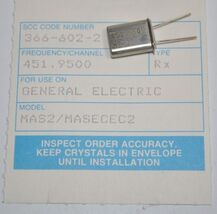 SCC CODE NUMBER
366-602-2
FREQUENCY/CHANNEL
TYPE
451.9500
Rx
FOR USE ON
GENERAL ELECTRIC
MODEL
MAS2/MASECEC2
INSPECT ORDER ACCURACY.
KEEP CRYSTALS IN ENVELOPE
UNTIL INSTALLATION